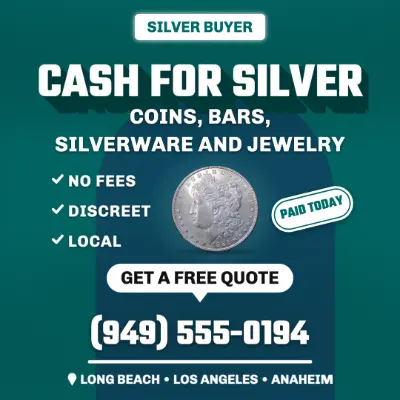 SILVER BUYER
CASH FOR SILVER
COINS, BARS,
SILVERWARE AND JEWELRY
NO FEES
DISCREET
LOCAL
PAID TODAY
GET A FREE QUOTE
(949) 555-0194
LONG BEACH • LOS ANGELES • ANAHEIM